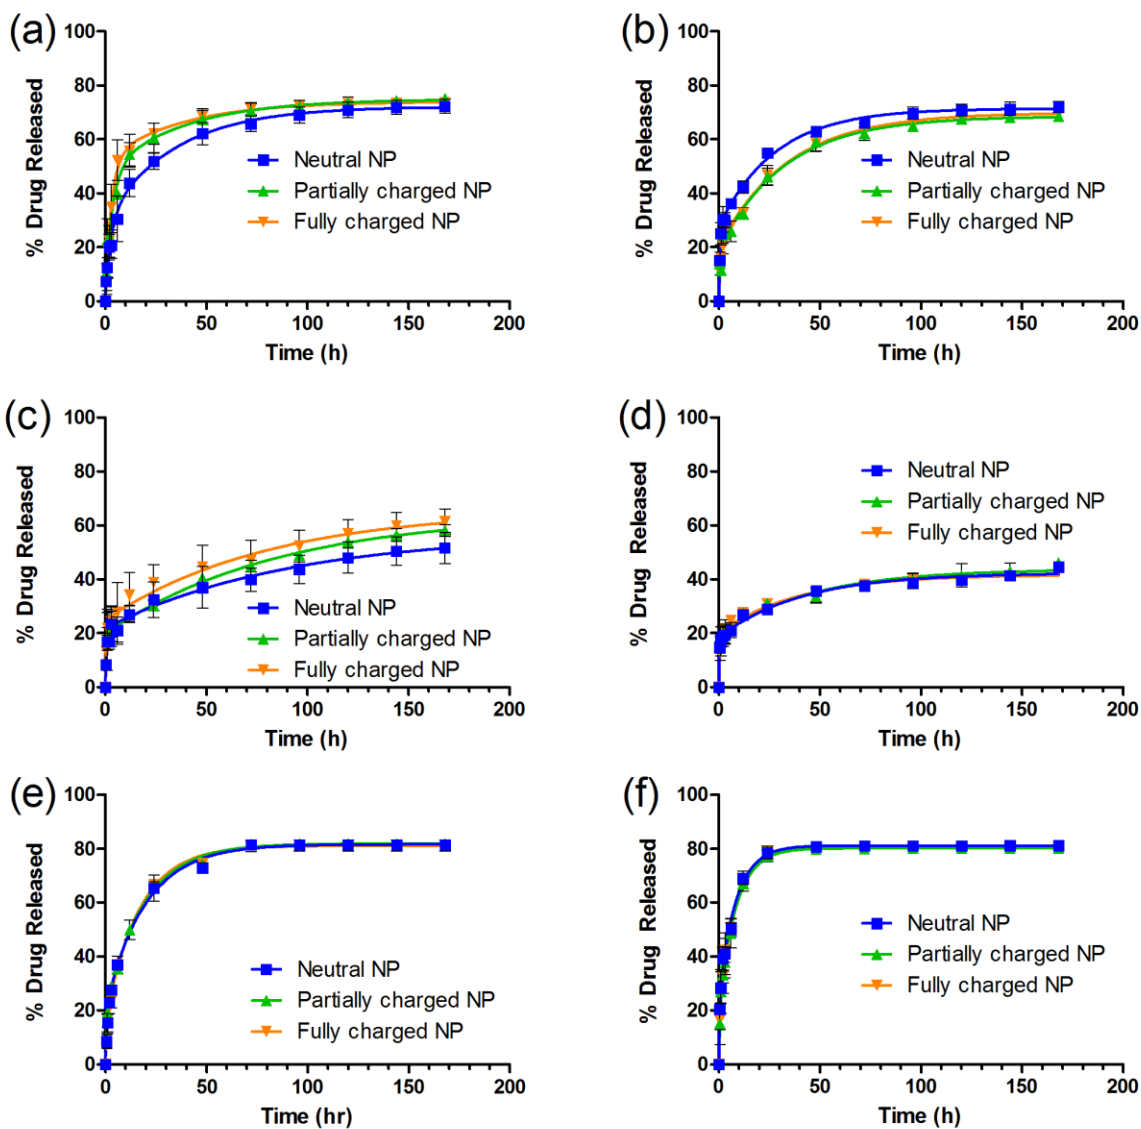 (a)
100
80
60
40
20
0
% Drug Released
0 50 100 150 200
Time (h)
Neutral NP
Partially charged NP
Fully charged NP
(b)
100
80
60
40
20
0
% Drug Released
0 50 100 150 200
Time (h)
Neutral NP
Partially charged NP
Fully charged NP
(c)
100
80
60
40
20
0
% Drug Released
0 50 100 150 200
Time (h)
Neutral NP
Partially charged NP
Fully charged NP
(d)
100
80
60
40
20
0
% Drug Released
0 50 100 150 200
Time (h)
Neutral NP
Partially charged NP
Fully charged NP
(e)
100
80
60
40
20
0
% Drug Released
0 50 100 150 200
Time (hr)
Neutral NP
Partially charged NP
Fully charged NP
(f)
100
80
60
40
20
0
% Drug Released
0 50 100 150 200
Time (h)
Neutral NP
Partially charged NP
Fully charged NP